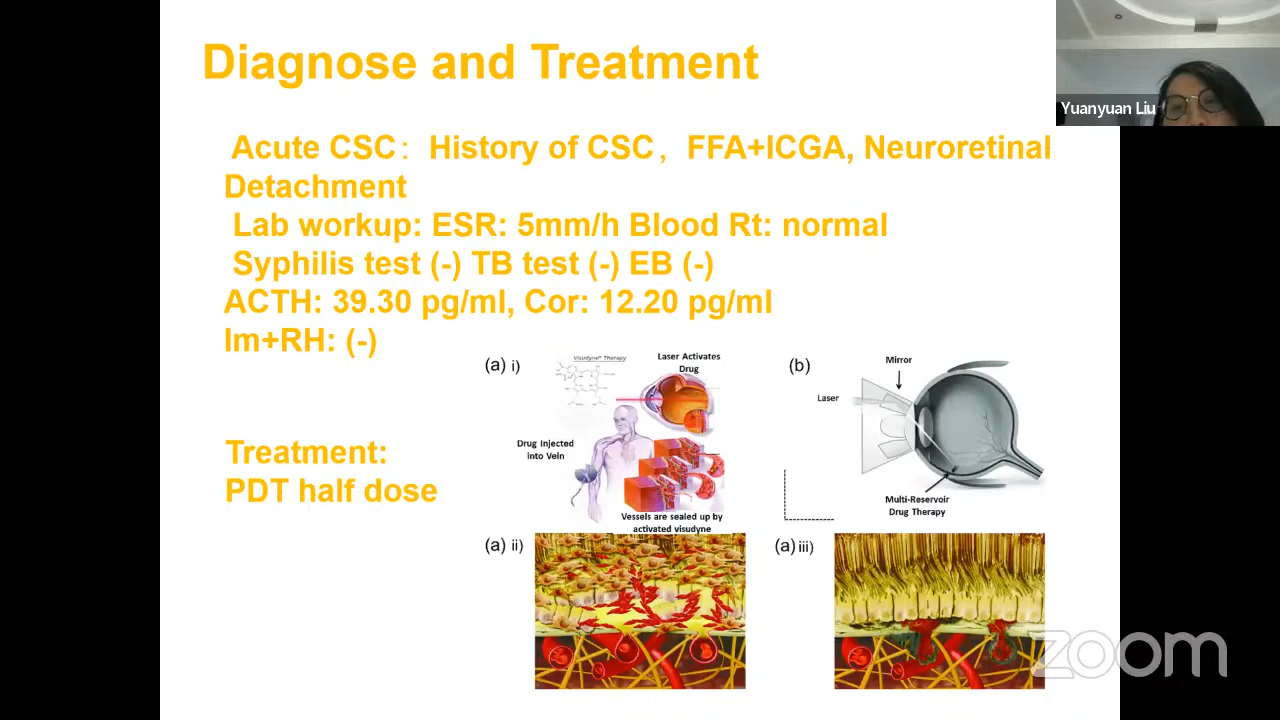 Diagnose and Treatment
Yuanyuan Liu
Acute CSC： History of CSC， FFA+ICGA, Neuroretinal
Detachment
Lab workup: ESR: 5mm/h Blood Rt: normal
Syphilis test (-) TB test (-) EB (-)
ACTH: 39.30 pg/ml, Cor: 12.20 pg/ml
Im+RH: (-)
Treatment:
PDT half dose
(a) i)
Visudyne® Therapy
Laser Activates
Drug
Drug Injected
into Vein
Vessels are sealed up by
activated visudyne
(b)
Mirror
Laser
Multi-Reservoir
Drug Therapy
(a) ii)
(a) iii)
zoom